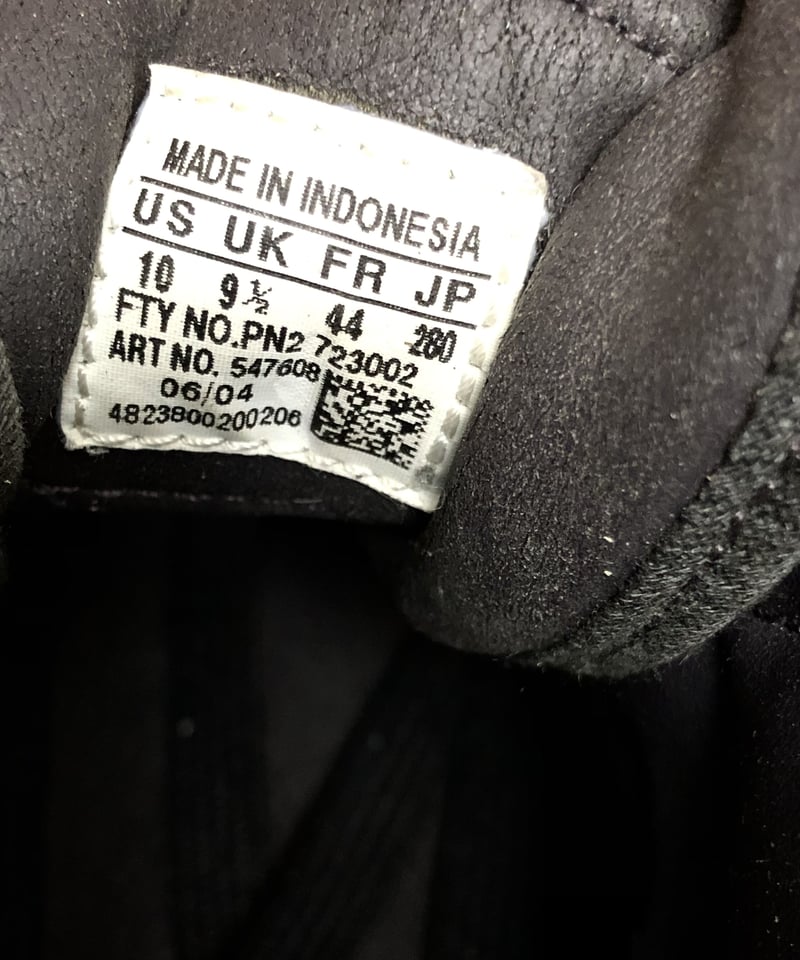 MADE IN INDONESIA
US UK FR JP
10 9½ 44 280
FTY NO.PN2 723002
ART NO. 547608
06/04
4823800200206